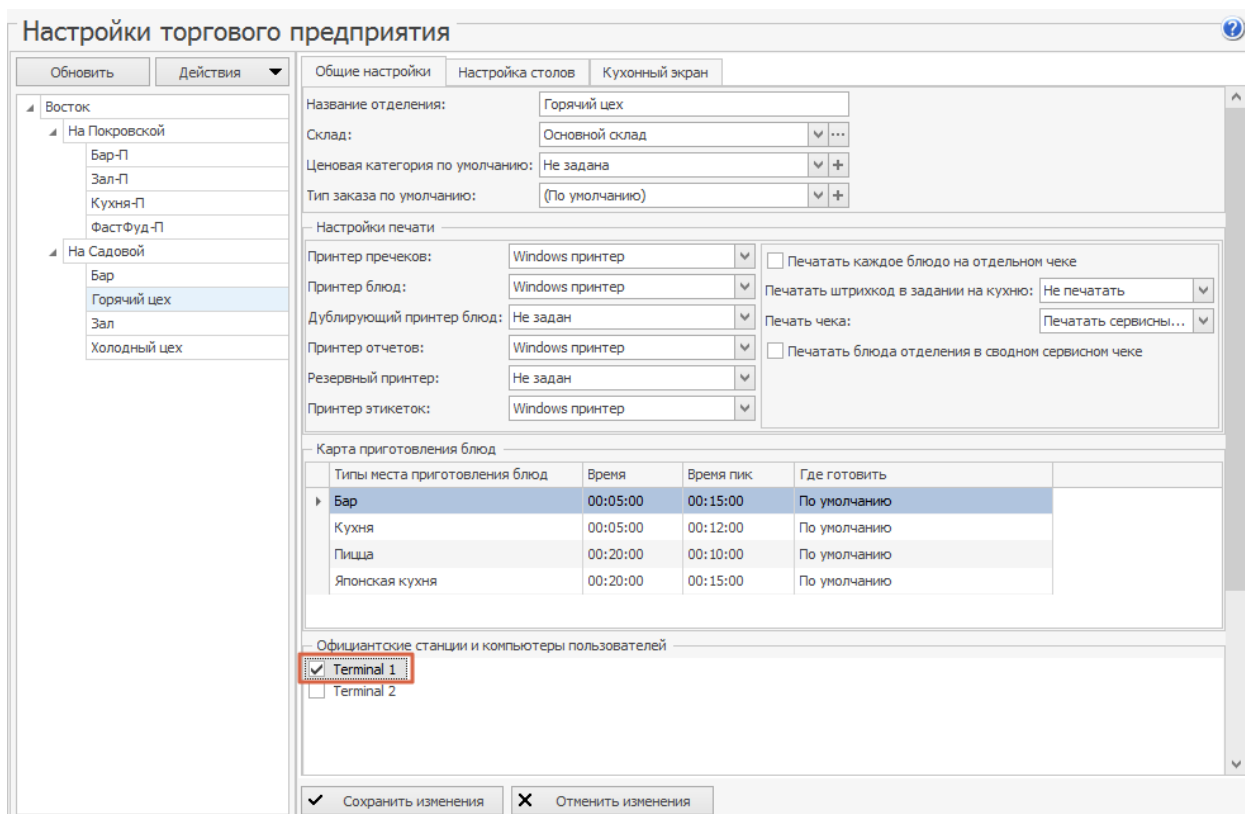 Настройки торгового предприятия
Обновить Действия
Общие настройки Настройка столов Кухонный экран
Восток
На Покровской
Бар-П
Зал-П
Кухня-П
ФастФуд-П
На Садовой
Бар
Горячий цех
Зал
Холодный цех
Название отделения: Горячий цех
Склад: Основной склад
Ценовая категория по умолчанию: Не задана
Тип заказа по умолчанию: (По умолчанию)
Настройки печати
Принтер пречеков: Windows принтер
Принтер блюд: Windows принтер
Дублирующий принтер блюд: Не задан
Принтер отчетов: Windows принтер
Резервный принтер: Не задан
Принтер этикеток: Windows принтер
Печатать каждое блюдо на отдельном чеке
Печатать штрихкод в задании на кухню: Не печатать
Печать чека: Печатать сервисны...
Печатать блюда отделения в сводном сервисном чеке
Карта приготовления блюд
Типы места приготовления блюд Время Время пик Где готовить
Бар 00:05:00 00:15:00 По умолчанию
Кухня 00:05:00 00:12:00 По умолчанию
Пицца 00:20:00 00:10:00 По умолчанию
Японская кухня 00:20:00 00:15:00 По умолчанию
Официантские станции и компьютеры пользователей
Terminal 1
Terminal 2
Сохранить изменения Отменить изменения